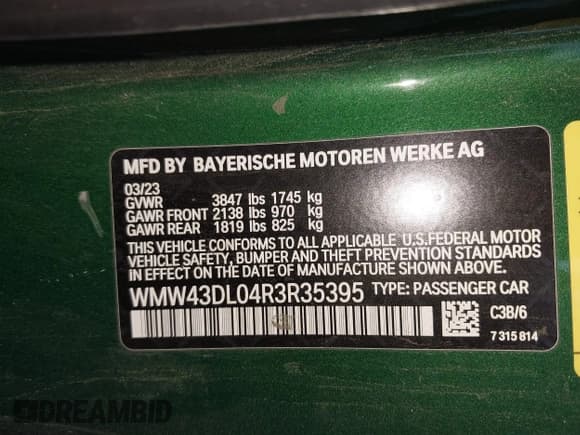 MFD BY BAYERISCHE MOTOREN WERKE AG
03/23
GVWR 3847 lbs 1745 kg
GAWR FRONT 2138 lbs 970 kg
GAWR REAR 1819 lbs 825 kg
THIS VEHICLE CONFORMS TO ALL APPLICABLE U.S.FEDERAL MOTOR
VEHICLE SAFETY, BUMPER AND THEFT PREVENTION STANDARDS
IN EFFECT ON THE DATE OF MANUFACTURE SHOWN ABOVE.
WMW43DL04R3R35395 TYPE: PASSENGER CAR
C3B/6
7 315 814
DREAMBID